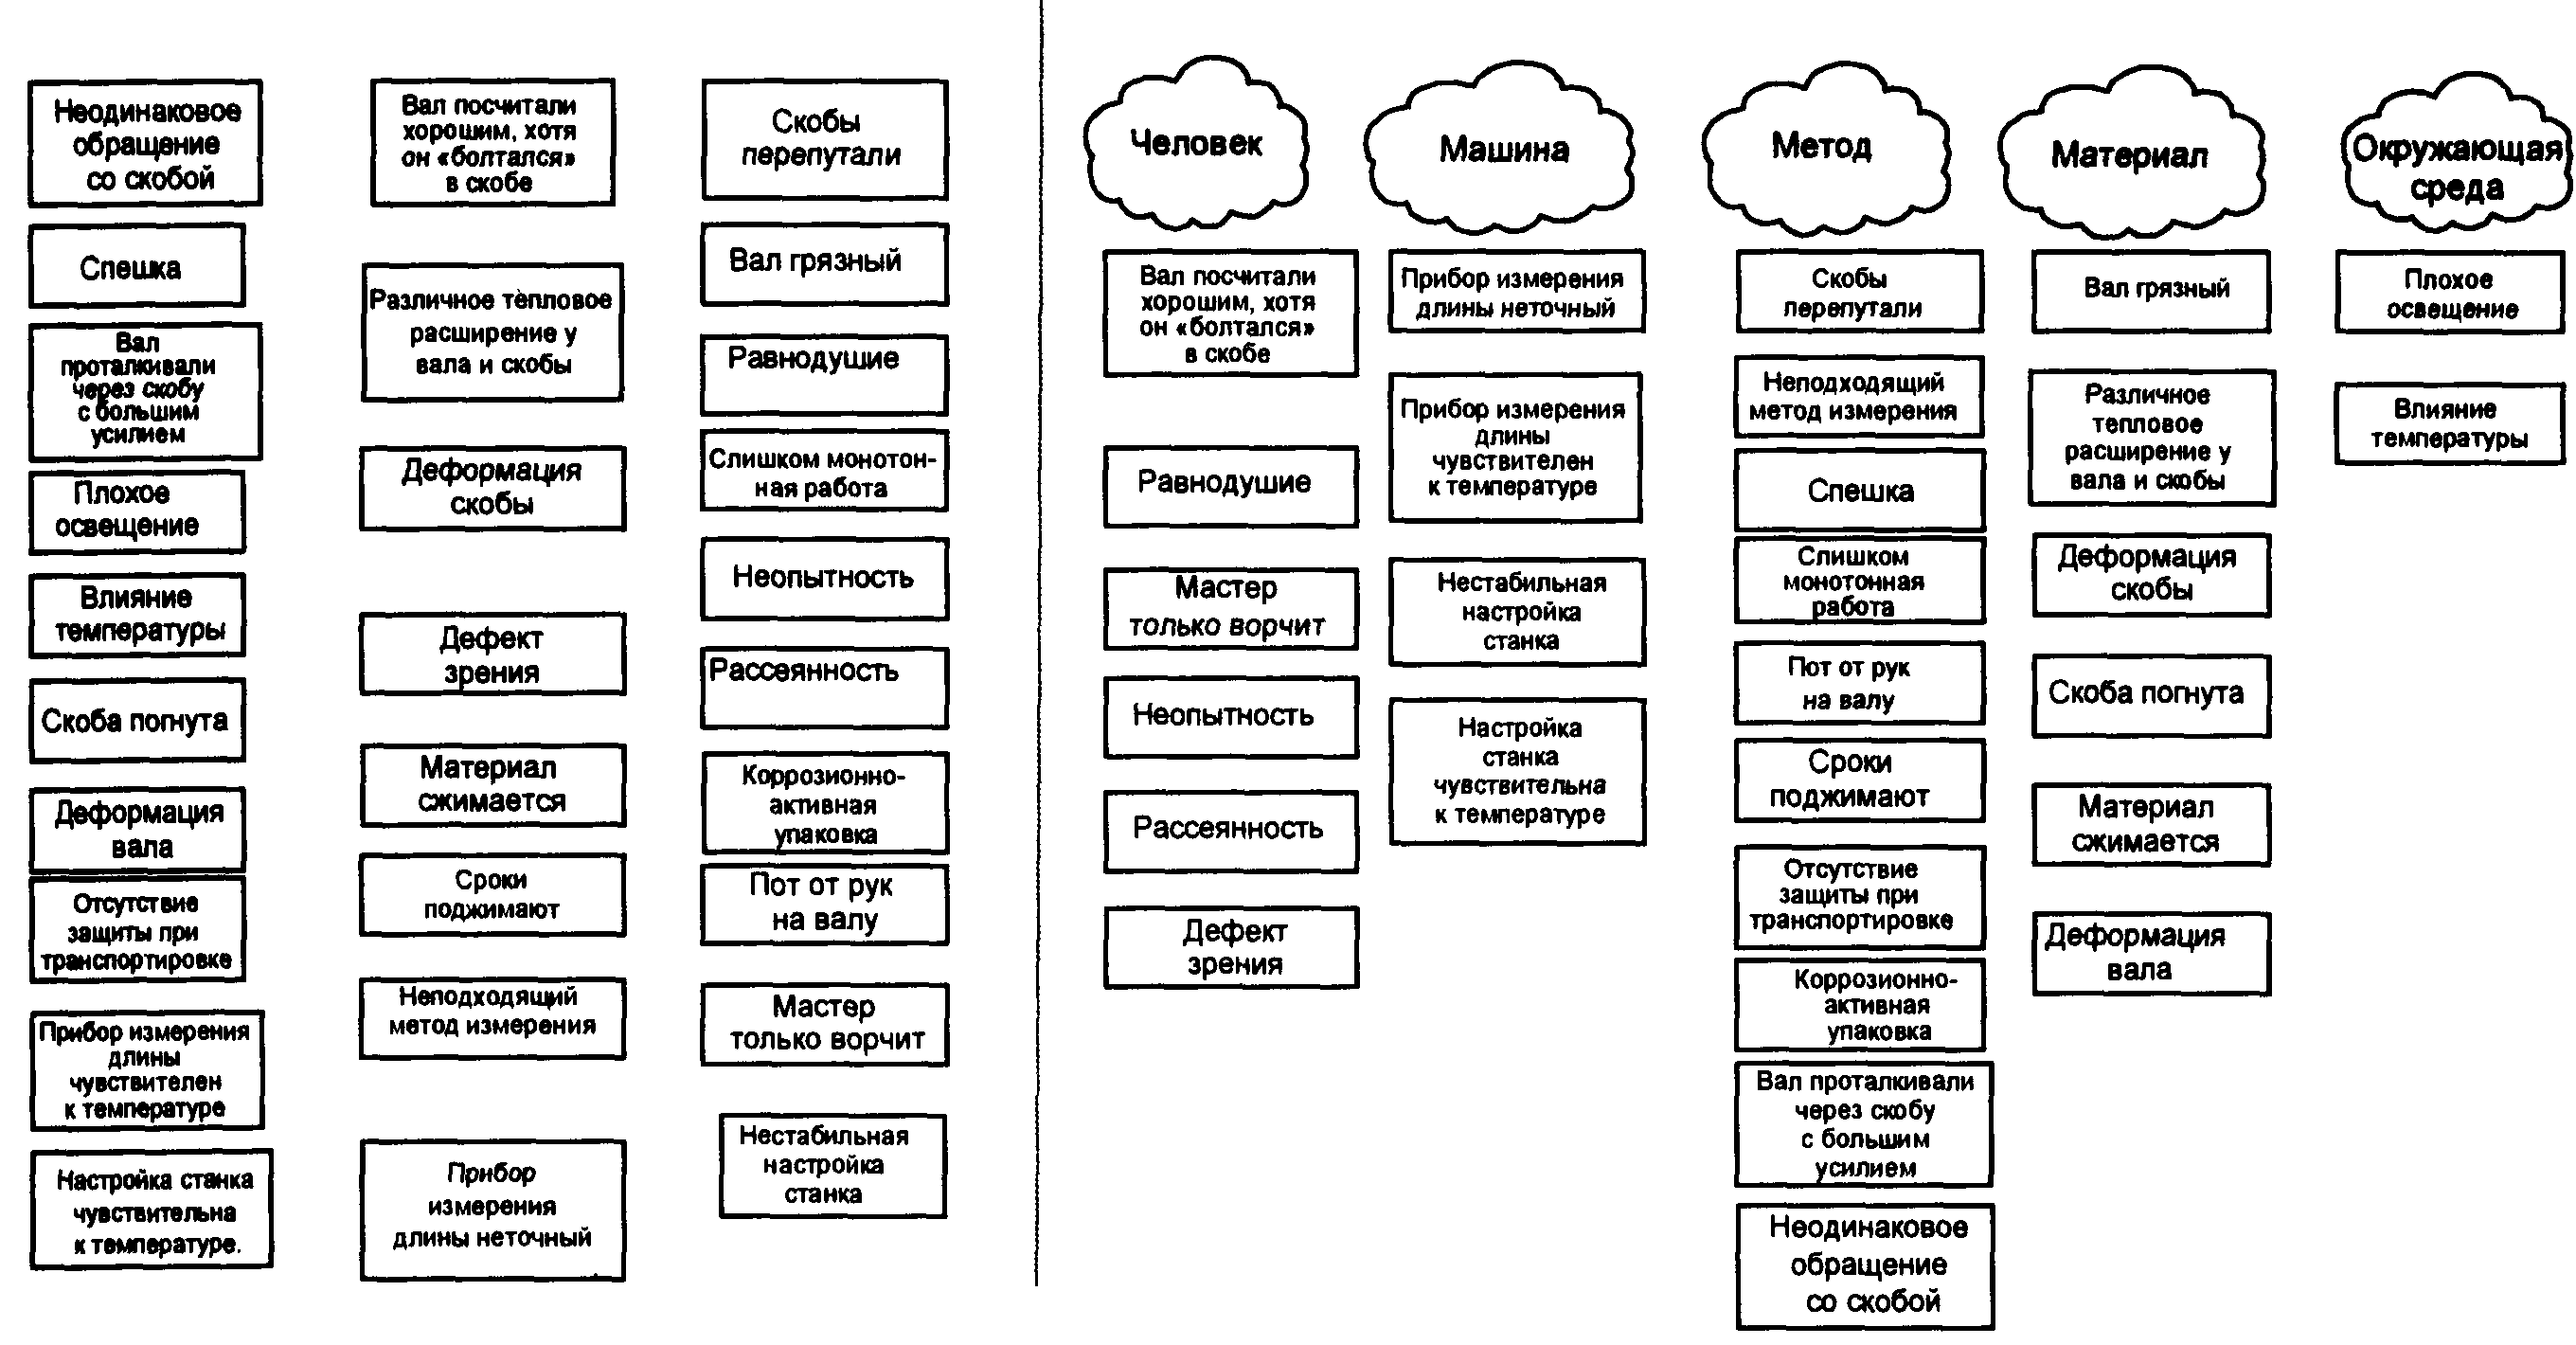 Неодинаковое
обращение
со скобой
Спешка
Вал
проталкивали
через скобу
с большим
усилием
Плохое
освещение
Влияние
температуры
Скоба погнута
Деформация
вала
Отсутствие
защиты при
транспортировке
Прибор измерения
длины
чувствителен
к температуре
Настройка станка
чувствительна
к температуре.
Вал посчитали
хорошим, хотя
он «болтался»
в скобе
Различное тепловое
расширение у
вала и скобы
Деформация
скобы
Дефект
зрения
Материал
сжимается
Сроки
поджимают
Неподходящий
метод измерения
Прибор
измерения
длины неточный
Скобы
перепутали
Вал грязный
Равнодушие
Слишком монотон-
ная работа
Неопытность
Рассеянность
Коррозионно-
активная
упаковка
Пот от рук
на валу
Мастер
только ворчит
Нестабильная
настройка
станка
Человек
Вал посчитали
хорошим, хотя
он «болтался»
в скобе
Равнодушие
Мастер
только ворчит
Неопытность
Рассеянность
Дефект
зрения
Машина
Прибор измерения
длины неточный
Прибор измерения
длины
чувствителен
к температуре
Нестабильная
настройка
станка
Настройка
станка
чувствительна
к температуре
Метод
Скобы
перепутали
Неподходящий
метод измерения
Спешка
Слишком
монотонная
работа
Пот от рук
на валу
Сроки
поджимают
Отсутствие
защиты при
транспортировке
Коррозионно-
активная
упаковка
Вал проталкивали
через скобу
с большим
усилием
Неодинаковое
обращение
со скобой
Материал
Вал грязный
Различное
тепловое
расширение у
вала и скобы
Деформация
скобы
Скоба погнута
Материал
сжимается
Деформация
вала
Окружающая
среда
Плохое
освещение
Влияние
температуры